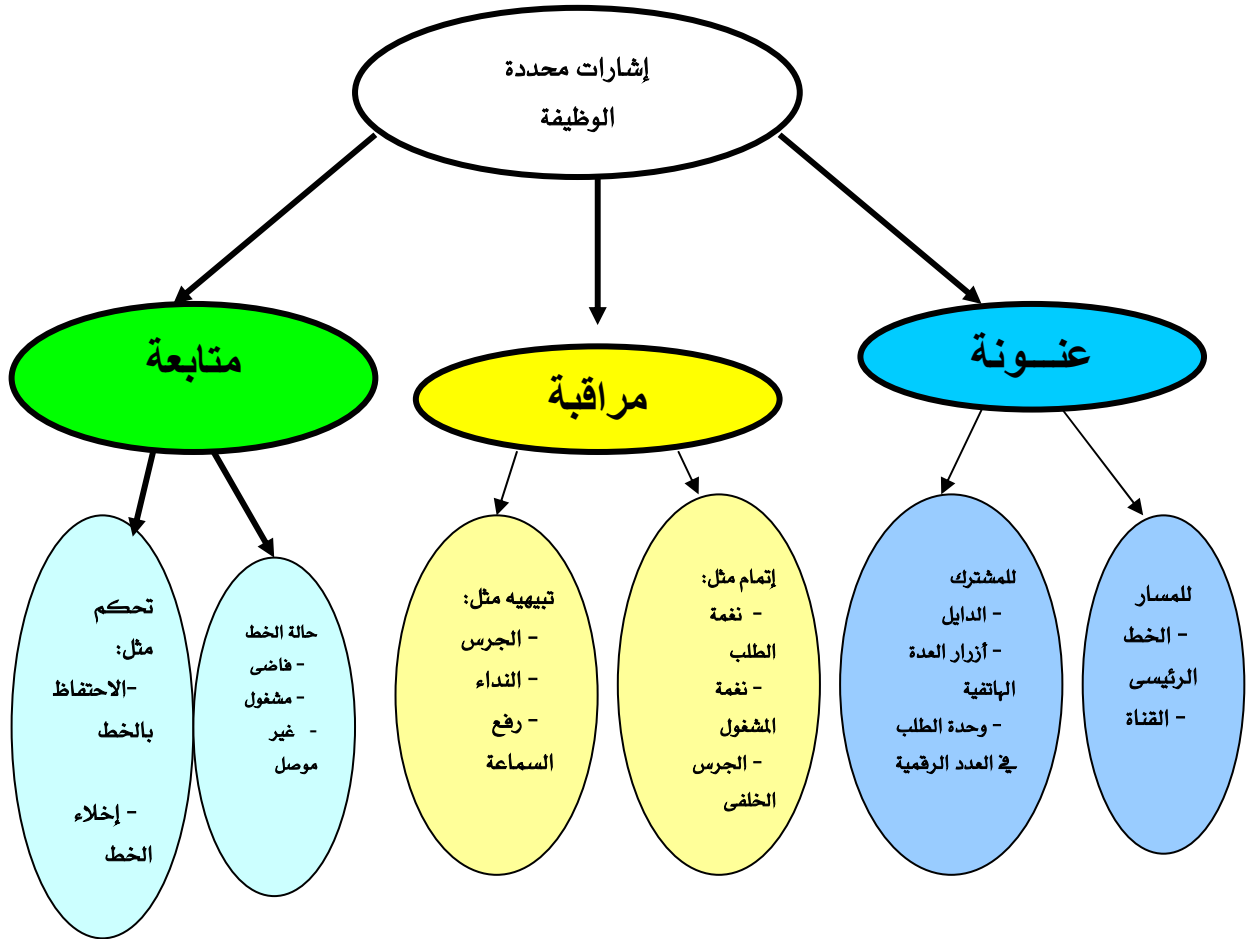 إشارات محددة
الوظيفة
عنـــونة
مراقبة
متابعة
للمسار
- الخط
الرئيسى
- القناة
للمشترك
- الدايل
- أزرار العدة
الهاتفية
- وحدة الطلب
في العدد الرقمية
إتمام مثل:
- نغمة
الطلب
- نغمة
المشغول
- الجرس
الخلفى
تبيهيه مثل:
- الجرس
- النداء
- رفع
السماعة
حالة الخط
- فاضى
- مشغول
- غير
موصل
تحكم
مثل:
-الاحتفاظ
بالخط
- إخلاء
الخط